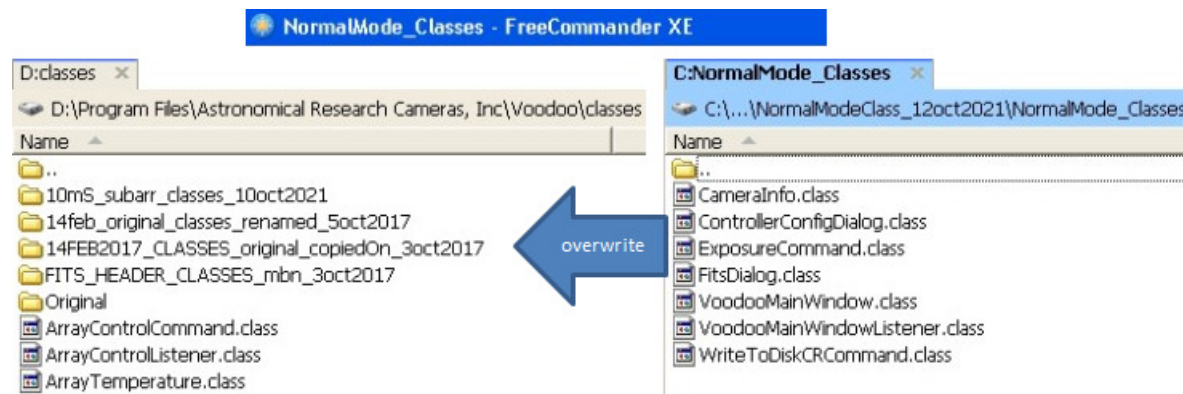 NormalMode_Classes - FreeCommander XE
D:classes
D:\Program Files\Astronomical Research Cameras, Inc\Voodoo\classes
Name
..
10mS_subarr_classes_10oct2021
14feb_original_classes_renamed_5oct2017
14FEB2017_CLASSES_original_copiedOn_3oct2017
FITS_HEADER_CLASSES_mbn_3oct2017
Original
ArrayControlCommand.class
ArrayControlListener.class
ArrayTemperature.class
overwrite
C:NormalMode_Classes
C:\...\NormalModeClass_12oct2021\NormalMode_Classes
Name
..
CameraInfo.class
ControllerConfigDialog.class
ExposureCommand.class
FitsDialog.class
VoodooMainWindow.class
VoodooMainWindowListener.class
WriteToDiskCRCommand.class